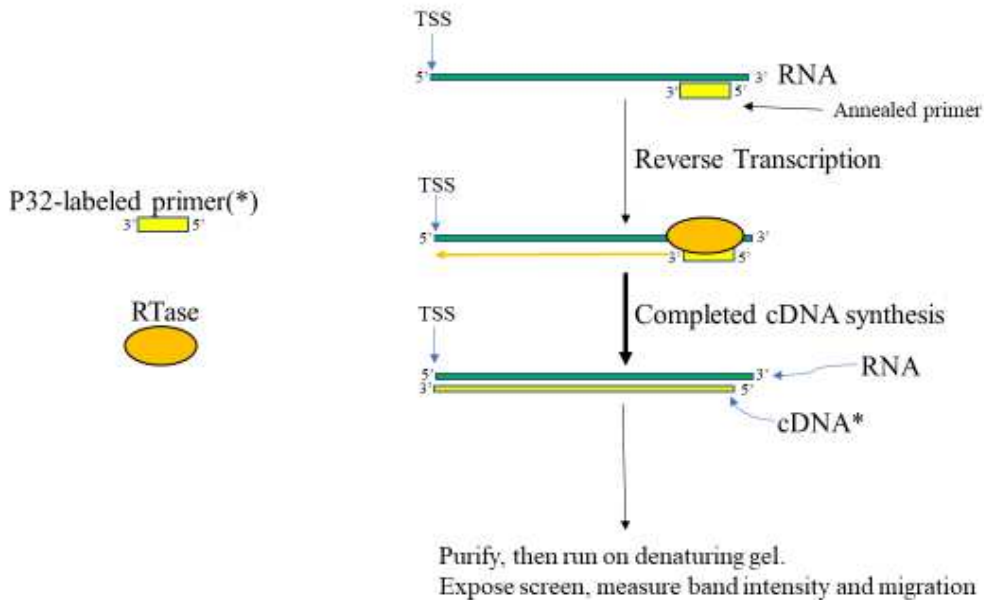 TSS
5’ 3’ RNA
3’ 5’
Annealed primer
Reverse Transcription
P32-labeled primer(*)
3’ 5’
TSS
5’ 3’
3’ 5’
RTase
Completed cDNA synthesis
TSS
5’ 3’ RNA
3’ 5’
cDNA*
Purify, then run on denaturing gel.
Expose screen, measure band intensity and migration